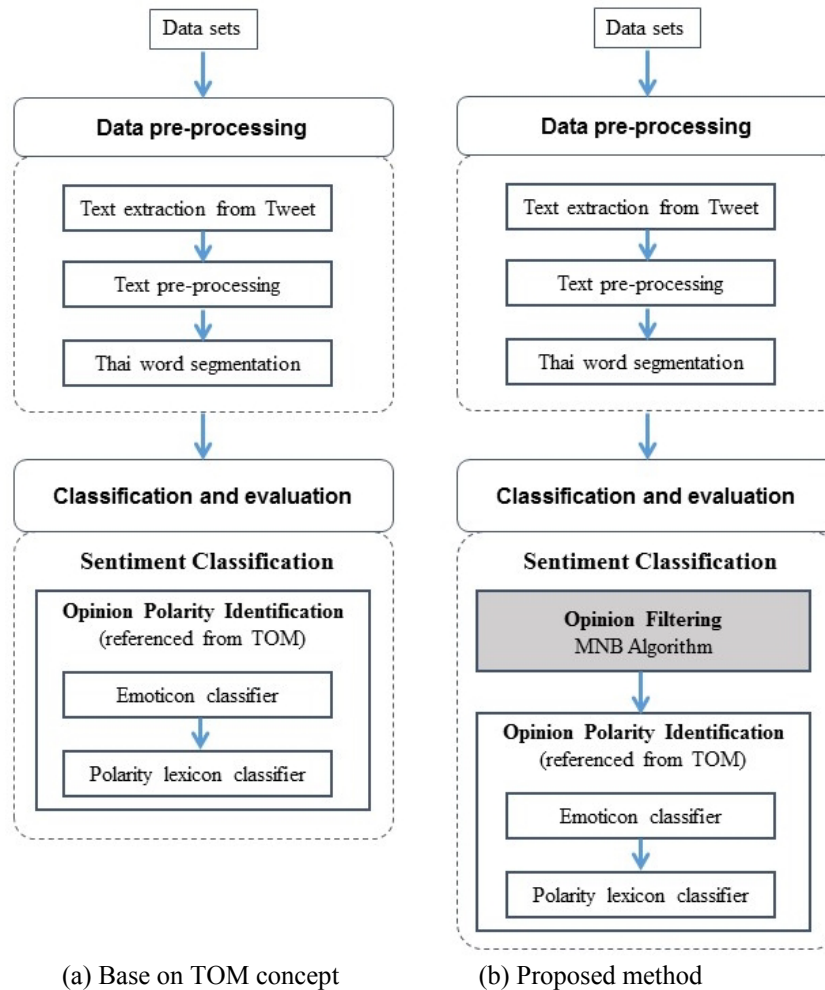 Data sets
Data pre-processing
Text extraction from Tweet
Text pre-processing
Thai word segmentation
Classification and evaluation
Sentiment Classification
Opinion Polarity Identification
(referenced from TOM)
Emoticon classifier
Polarity lexicon classifier
(a) Base on TOM concept
Data sets
Data pre-processing
Text extraction from Tweet
Text pre-processing
Thai word segmentation
Classification and evaluation
Sentiment Classification
Opinion Filtering
MNB Algorithm
Opinion Polarity Identification
(referenced from TOM)
Emoticon classifier
Polarity lexicon classifier
(b) Proposed method